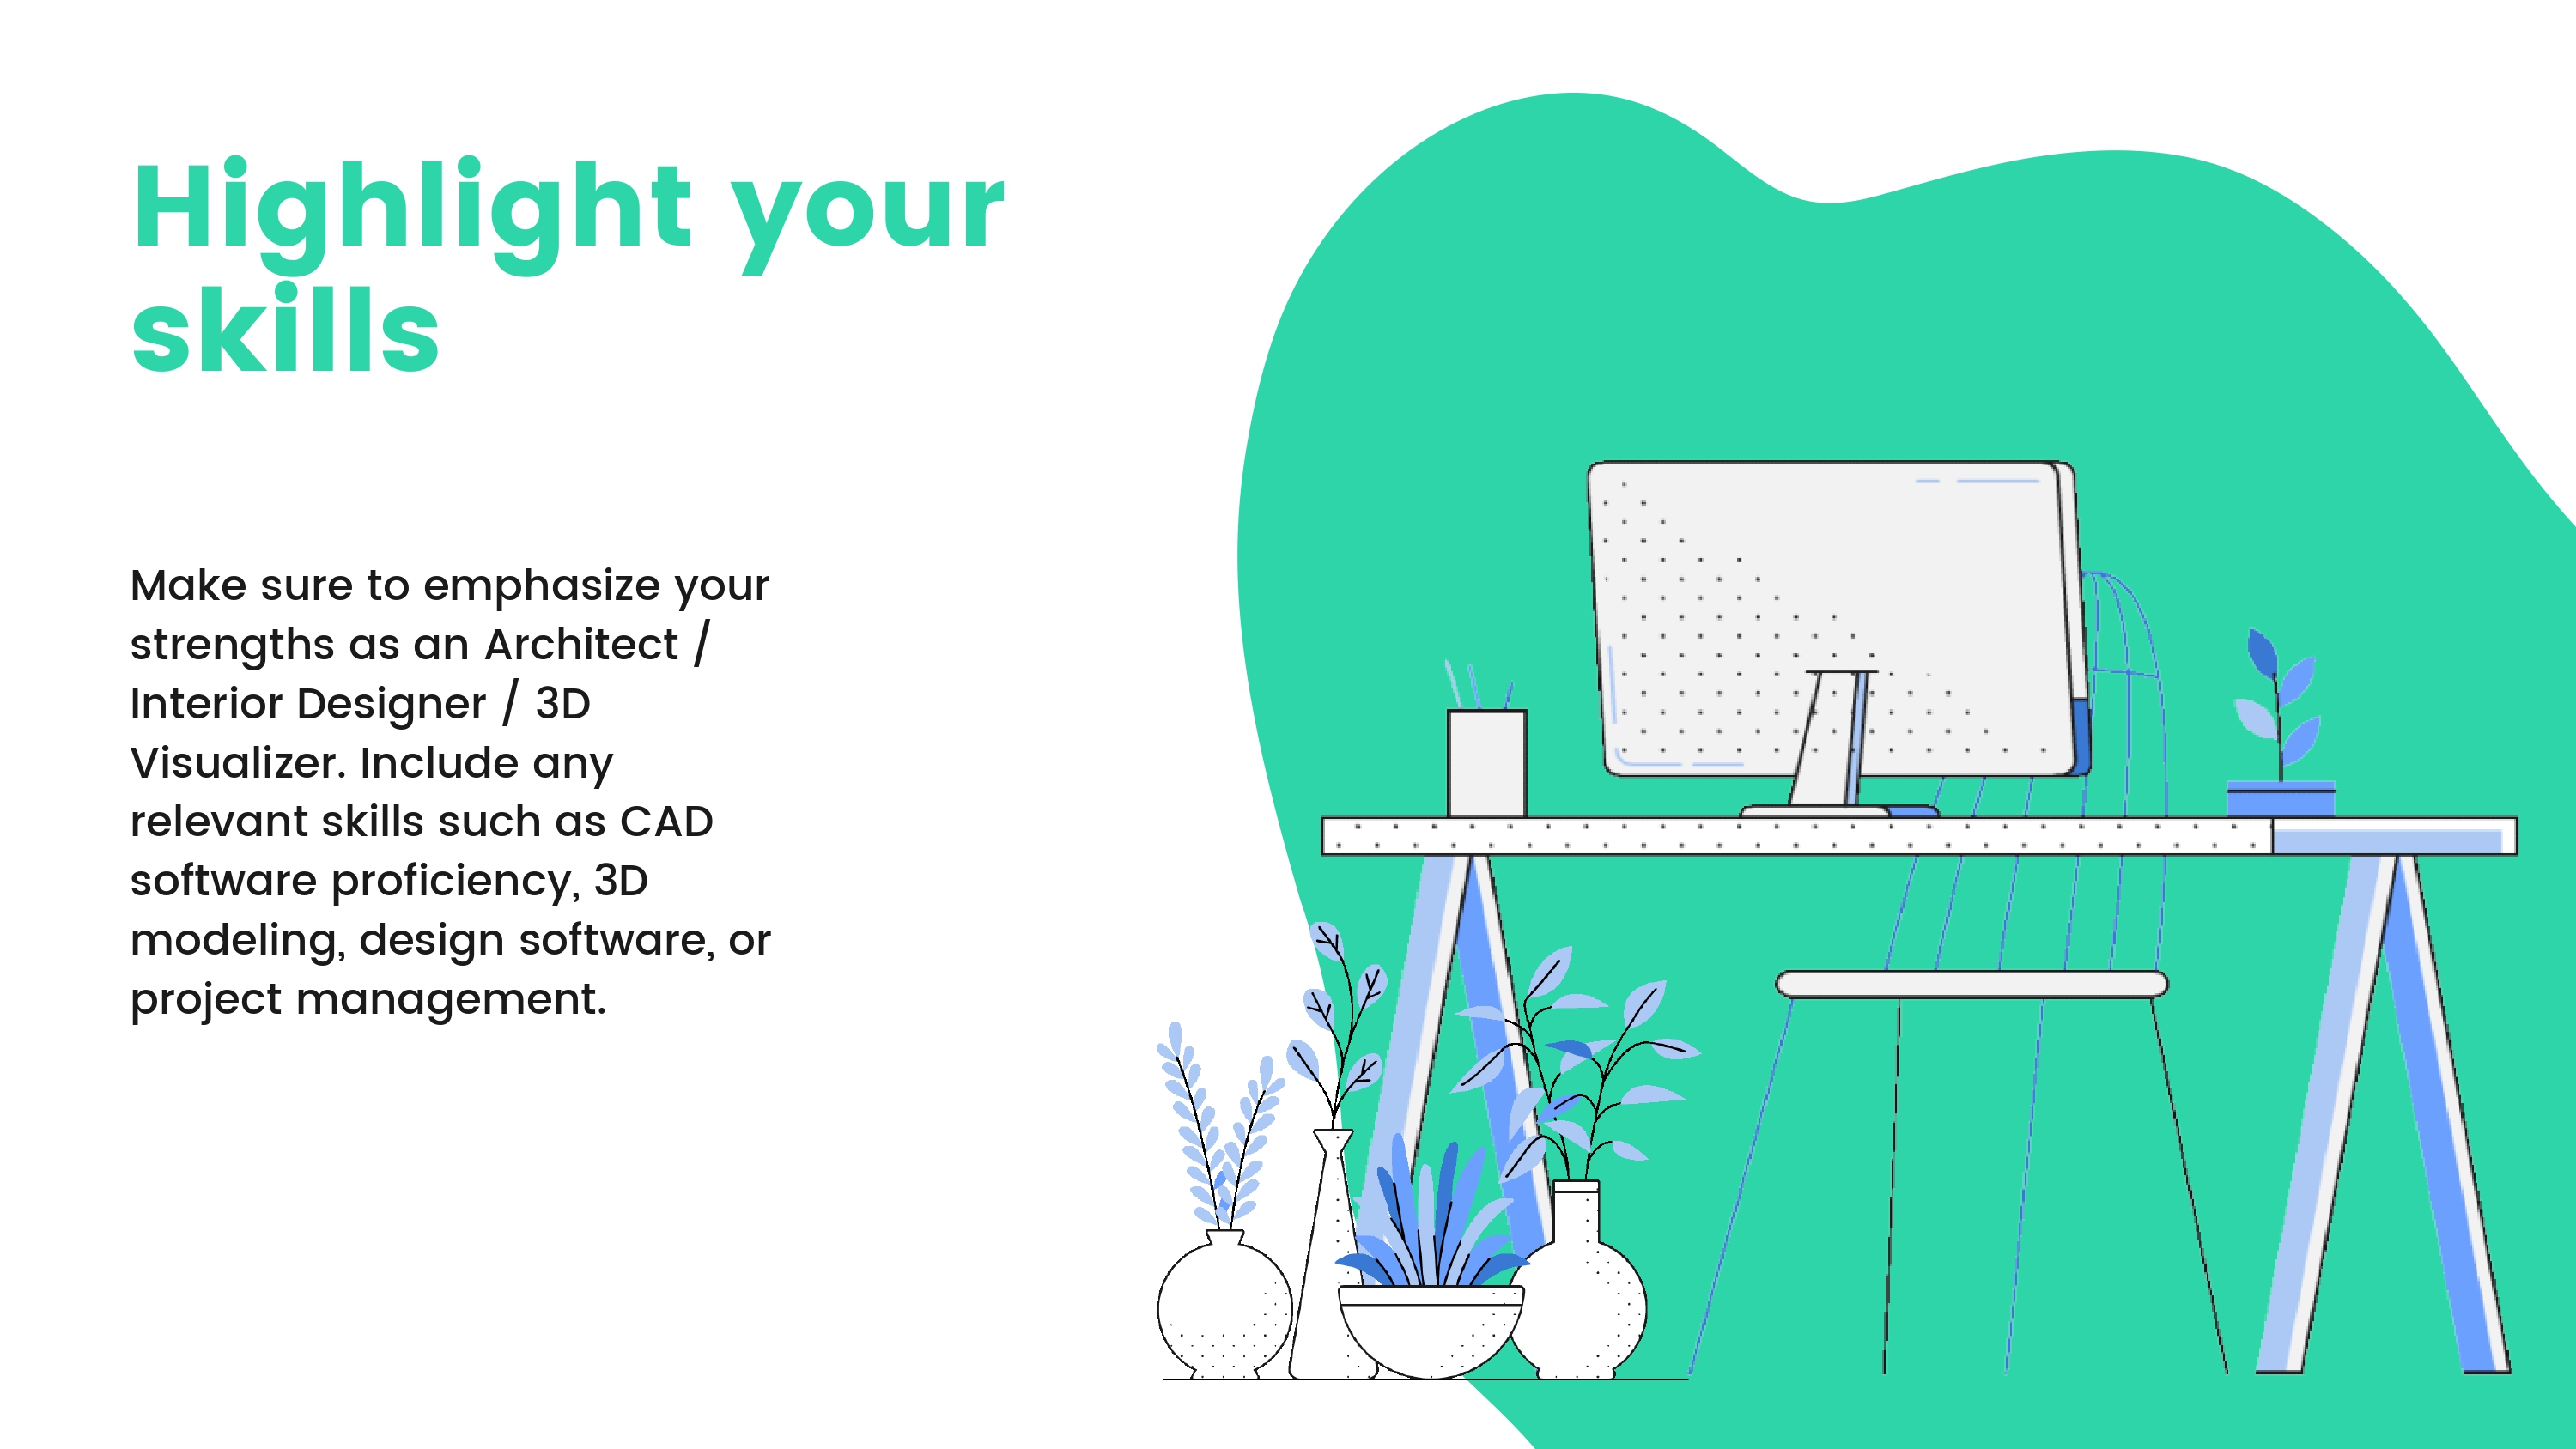 Highlight your
skills
Make sure to emphasize your
strengths as an Architect /
Interior Designer / 3D
Visualizer. Include any
relevant skills such as CAD
software proficiency, 3D
modeling, design software, or
project management.